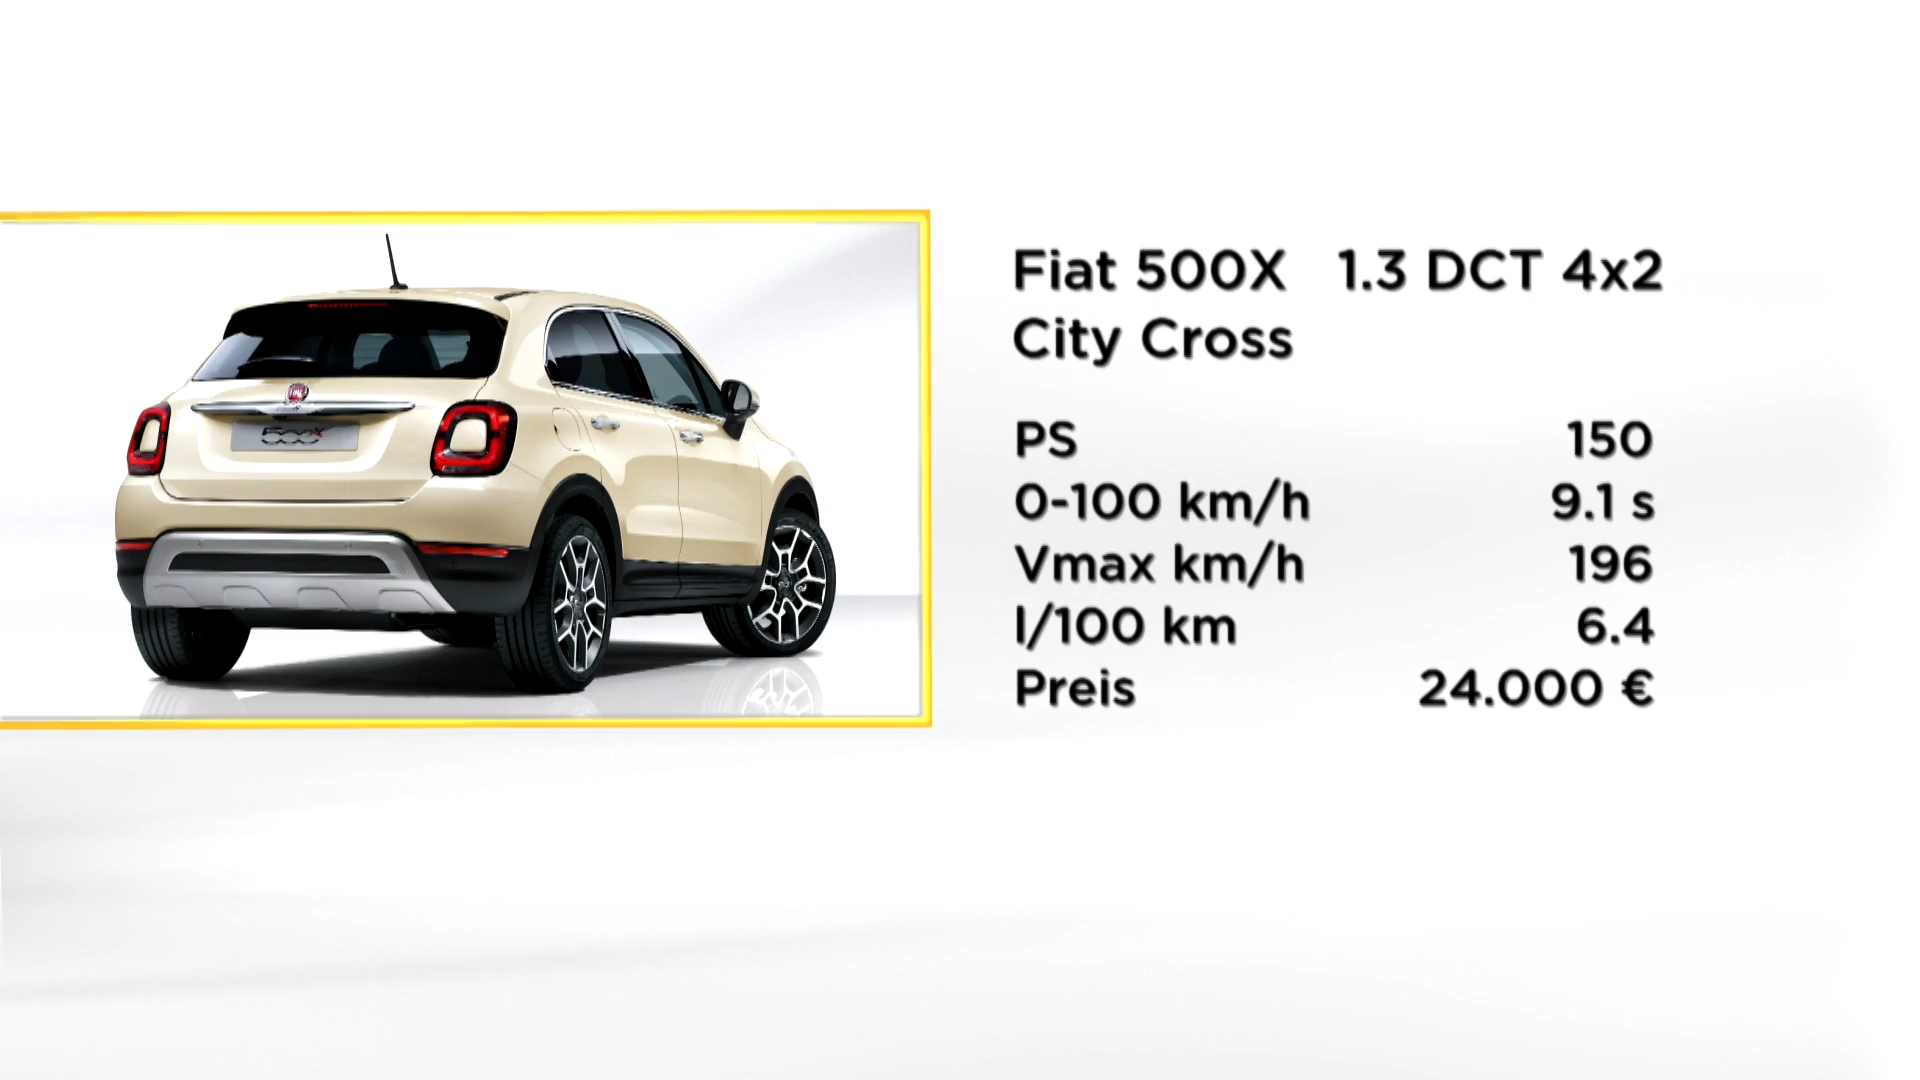 Fiat 500X 1.3 DCT 4x2
City Cross
PS 150
0-100 km/h 9.1 s
Vmax km/h 196
l/100 km 6.4
Preis 24.000 €
500X